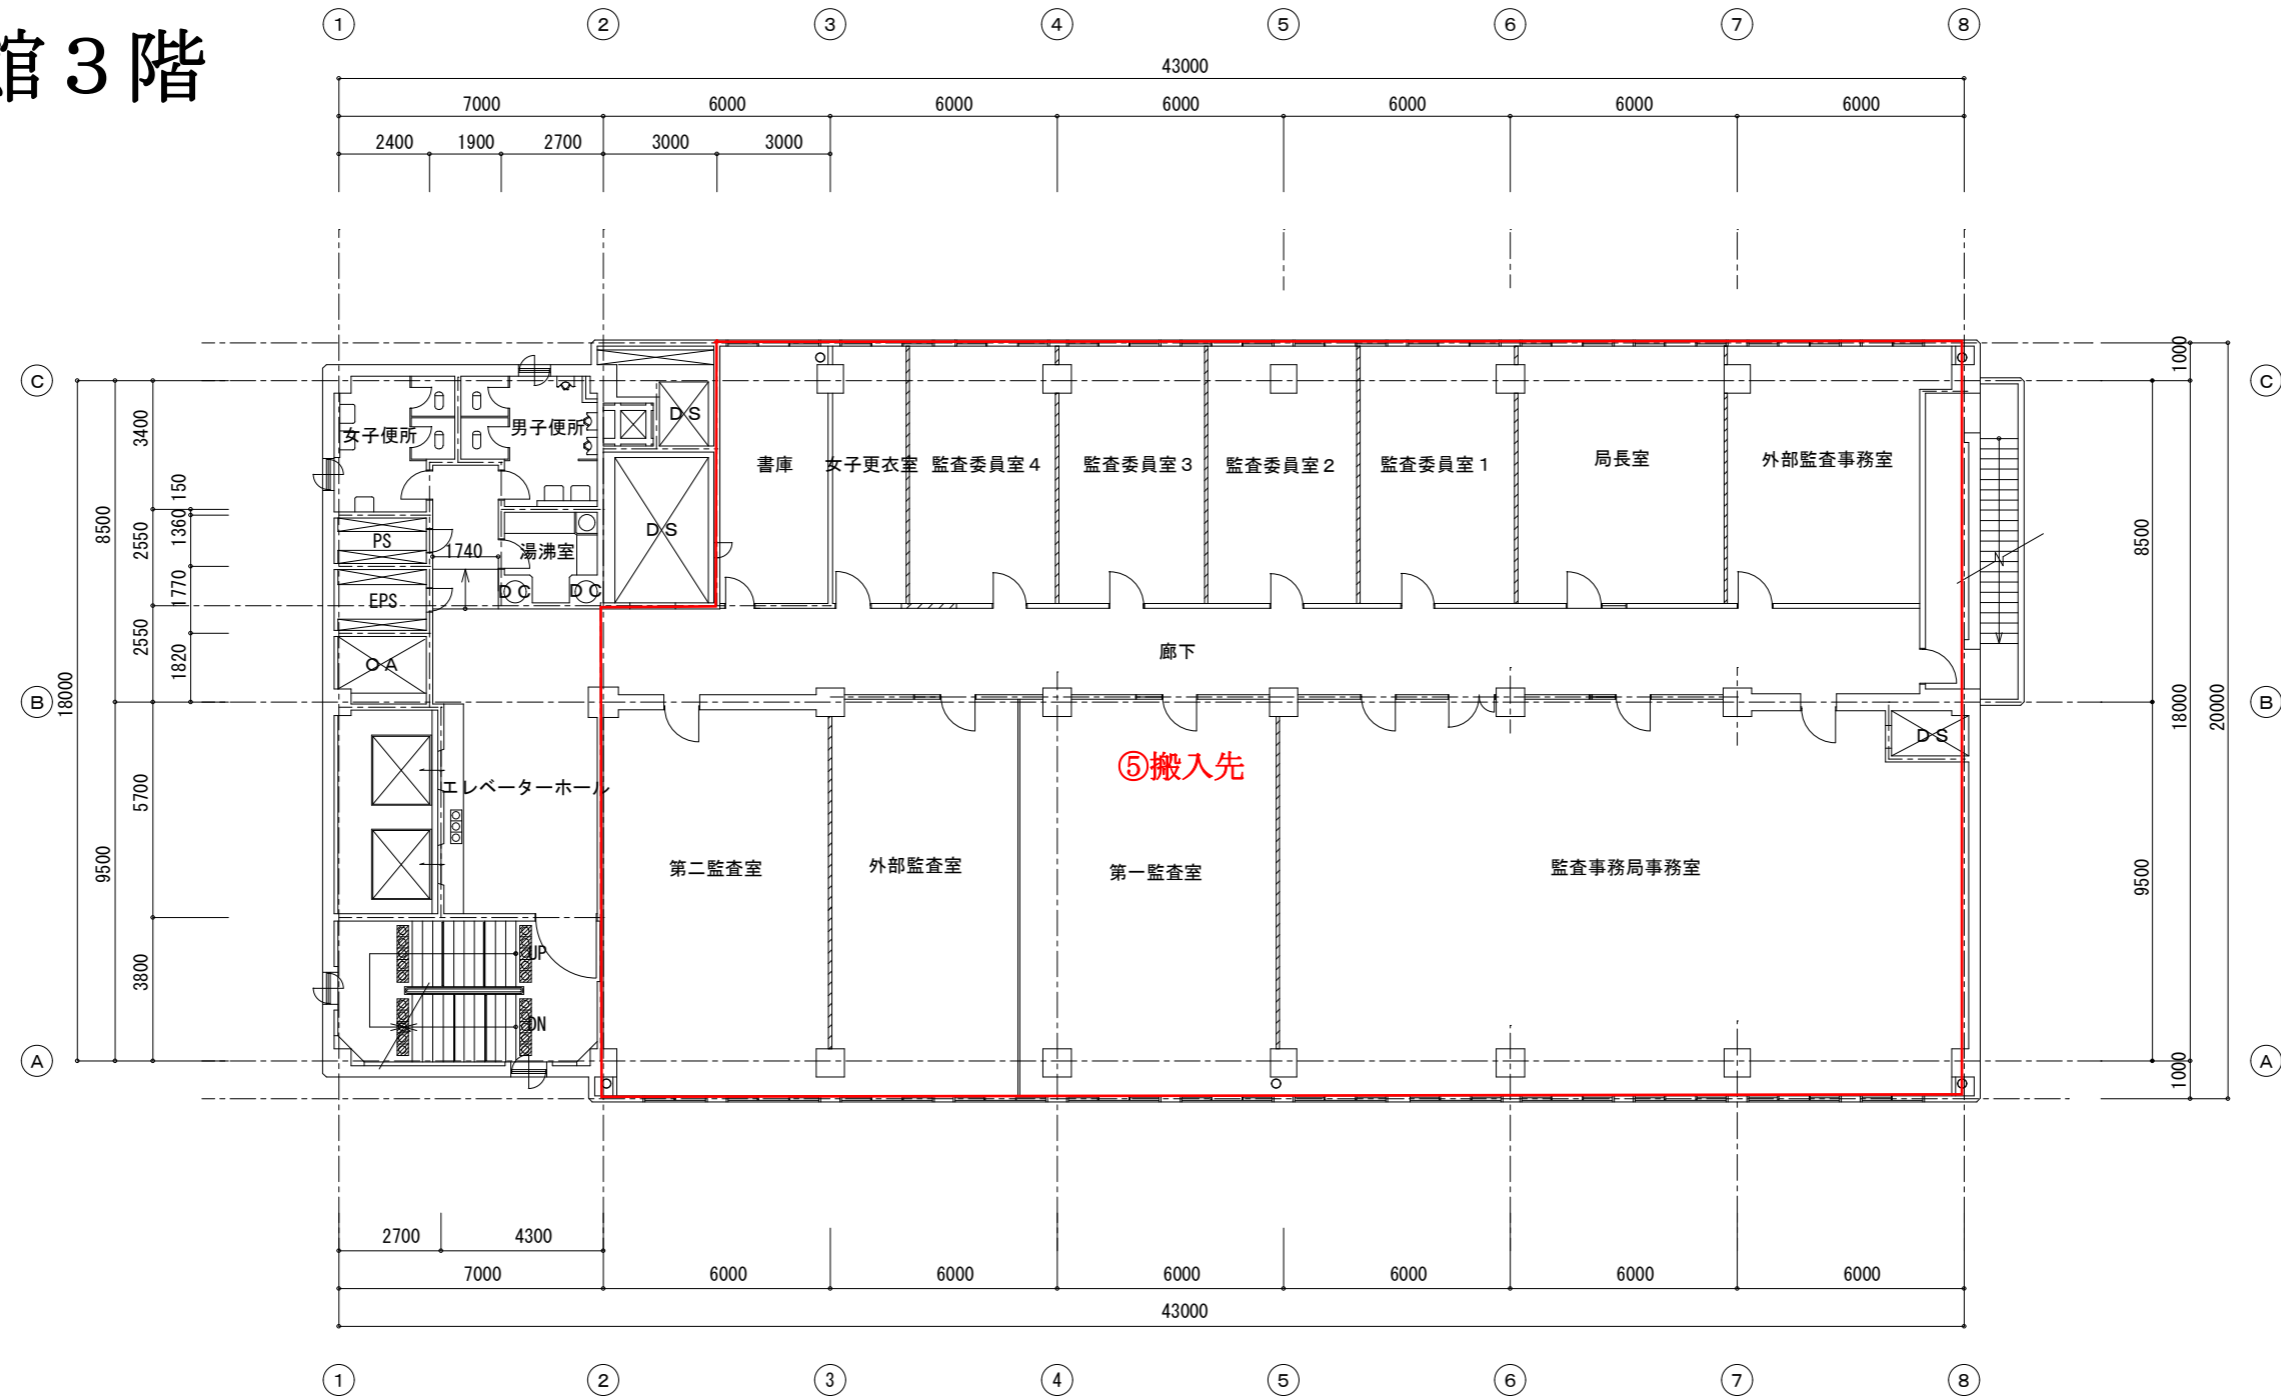 館３階
① ② ③ ④ ⑤ ⑥ ⑦ ⑧
43000
7000 6000 6000 6000 6000 6000 6000
2400 1900 2700 3000 3000
Ⓒ Ⓒ
Ⓑ Ⓑ
Ⓐ Ⓐ
18000
8500
9500
3400
2550
2550
5700
3800
150
1360
1770
1820
1000
8500
18000
20000
9500
1000
女子便所
男子便所
DS
書庫
女子更衣室
監査委員室４
監査委員室３
監査委員室２
監査委員室１
局長室
外部監査事務室
PS
1740
湯沸室
DS
N
EPS
DC
DC
OA
廊下
DS
エレベーターホール
⑤搬入先
第二監査室
外部監査室
第一監査室
監査事務局事務室
UP
DN
2700 4300
7000 6000 6000 6000 6000 6000 6000
43000
① ② ③ ④ ⑤ ⑥ ⑦ ⑧